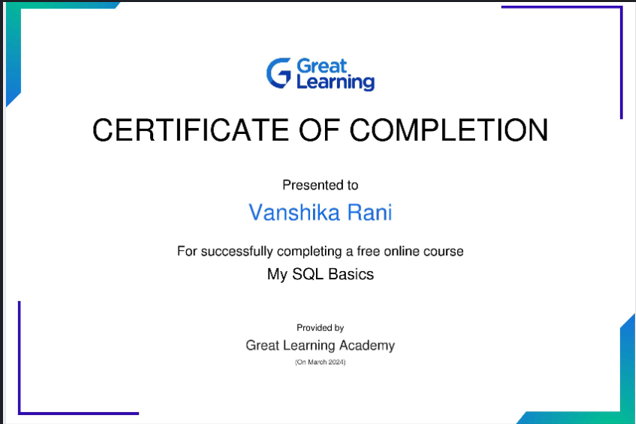 Great
Learning
CERTIFICATE OF COMPLETION
Presented to
Vanshika Rani
For successfully completing a free online course
My SQL Basics
Provided by
Great Learning Academy
(On March 2024)